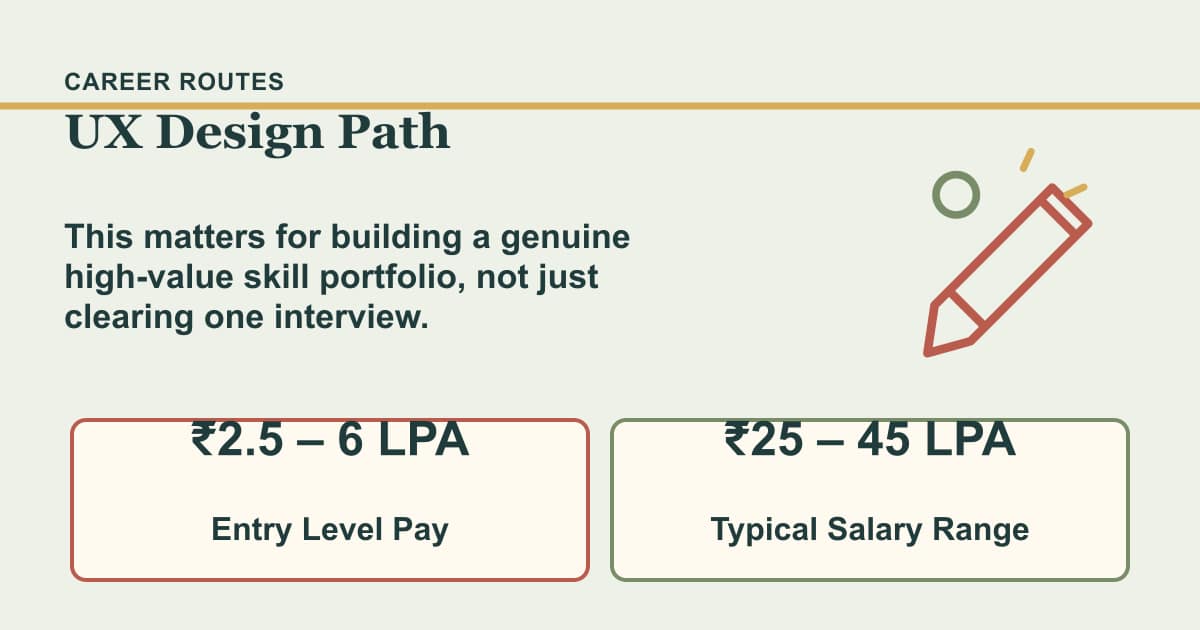 CAREER ROUTES
UX Design Path
This matters for building a genuine
high-value skill portfolio, not just
clearing one interview.
₹2.5 – 6 LPA
Entry Level Pay
₹25 – 45 LPA
Typical Salary Range